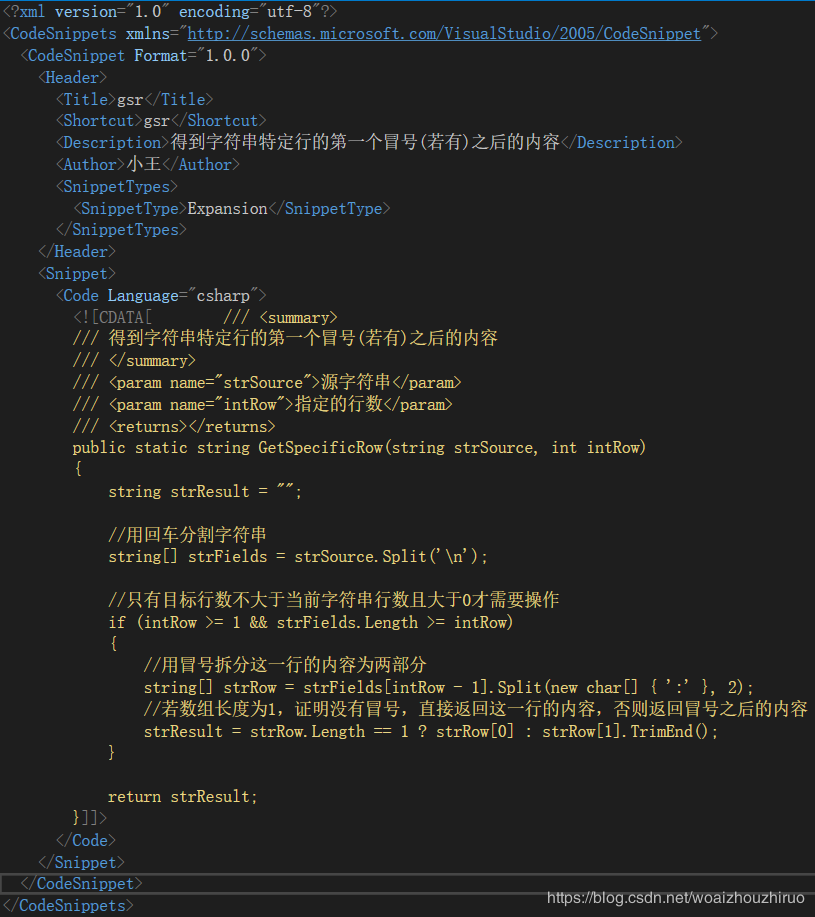 <?xml version="1.0" encoding="utf-8"?>
<CodeSnippets xmlns="http://schemas.microsoft.com/VisualStudio/2005/CodeSnippet">
  <CodeSnippet Format="1.0.0">
    <Header>
      <Title>gsr</Title>
      <Shortcut>gsr</Shortcut>
      <Description>得到字符串特定行的第一个冒号(若有)之后的内容</Description>
      <Author>小王</Author>
      <SnippetTypes>
        <SnippetType>Expansion</SnippetType>
      </SnippetTypes>
    </Header>
    <Snippet>
      <Code Language="csharp">
        <![CDATA[        /// <summary>
        /// 得到字符串特定行的第一个冒号(若有)之后的内容
        /// </summary>
        /// <param name="strSource">源字符串</param>
        /// <param name="intRow">指定的行数</param>
        /// <returns></returns>
        public static string GetSpecificRow(string strSource, int intRow)
        {
            string strResult = "";

            //用回车分割字符串
            string[] strFields = strSource.Split('\n');

            //只有目标行数不大于当前字符串行数且大于0才需要操作
            if (intRow >= 1 && strFields.Length >= intRow)
            {
                //用冒号拆分这一行的内容为两部分
                string[] strRow = strFields[intRow - 1].Split(new char[] { ':' }, 2);
                //若数组长度为1，证明没有冒号，直接返回这一行的内容，否则返回冒号之后的内容
                strResult = strRow.Length == 1 ? strRow[0] : strRow[1].TrimEnd();
            }

            return strResult;
        }]]>
      </Code>
    </Snippet>
  </CodeSnippet>
</CodeSnippets>
https://blog.csdn.net/woaizhouzhiruo